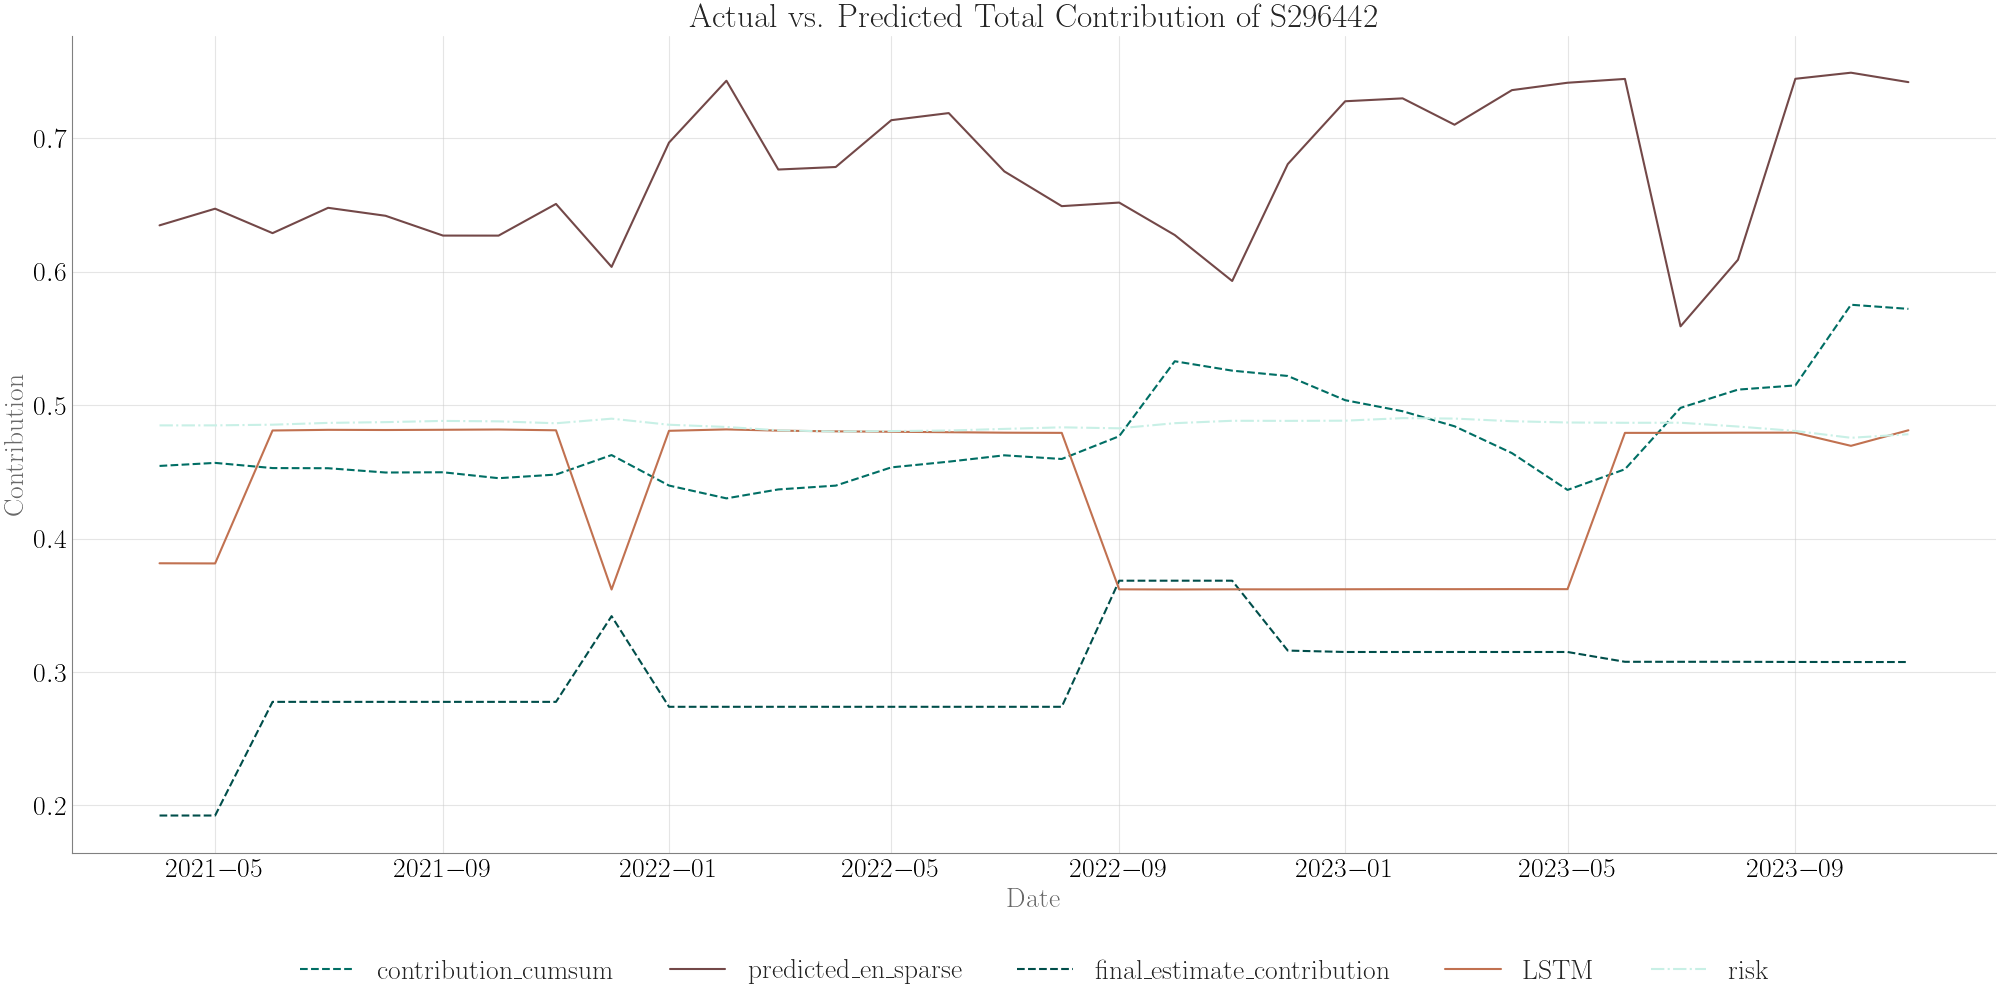 Actual vs. Predicted Total Contribution of S296442
Contribution
0.7
0.6
0.5
0.4
0.3
0.2
2021−05 2021−09 2022−01 2022−05 2022−09 2023−01 2023−05 2023−09
Date
contribution_cumsum predicted_en_sparse final_estimate_contribution LSTM risk